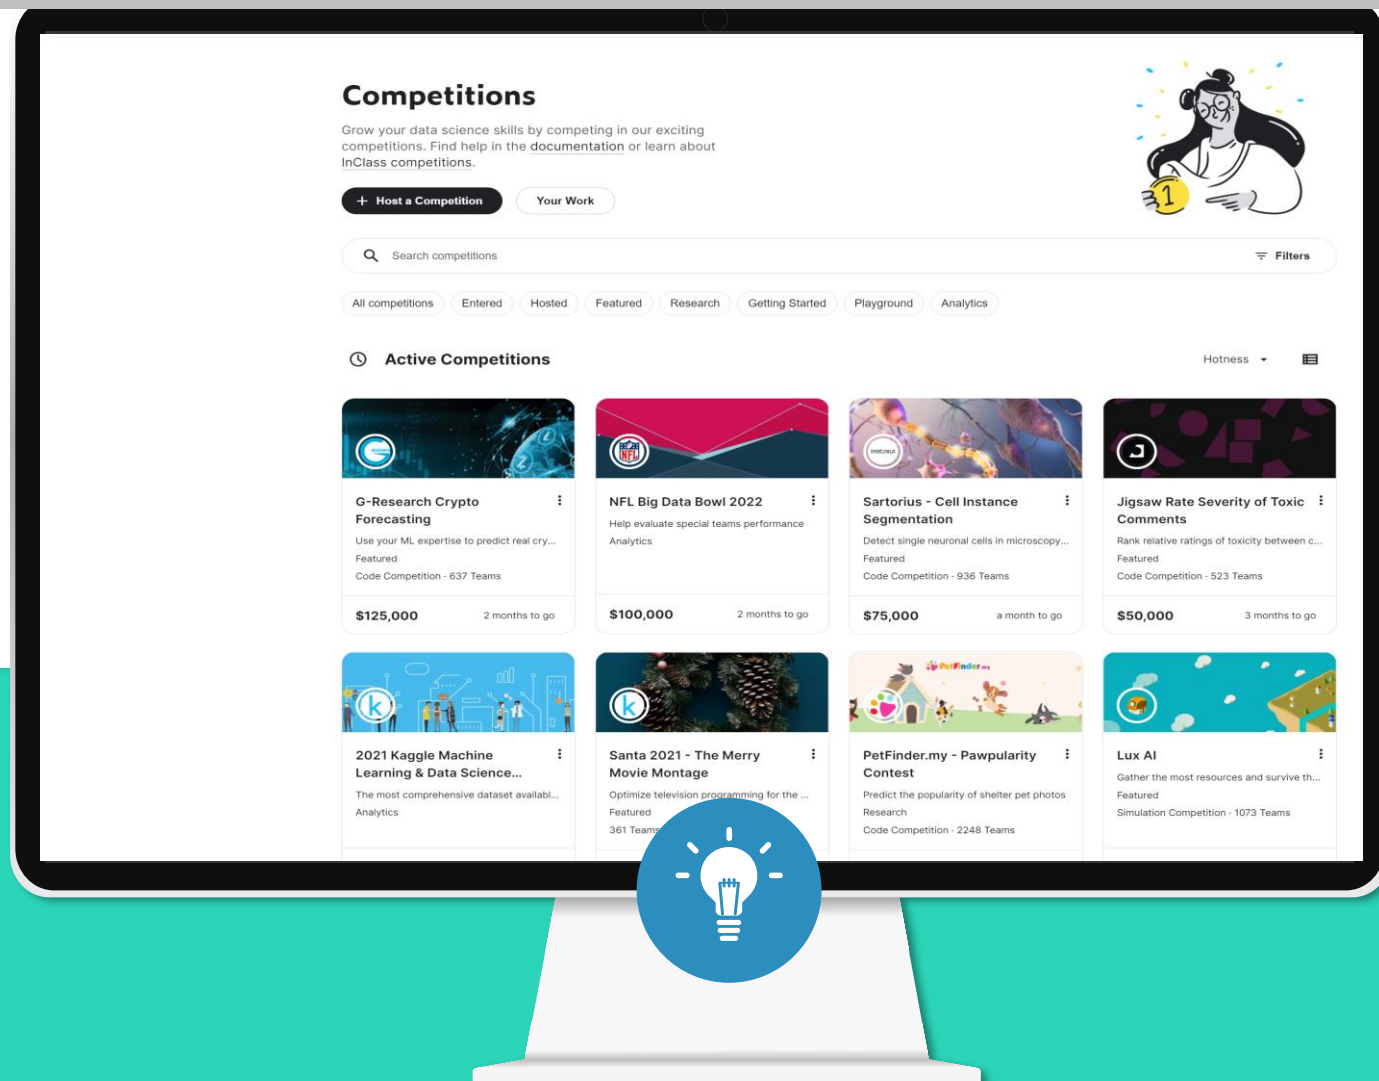 Competitions
Grow your data science skills by competing in our exciting
competitions. Find help in the documentation or learn about
InClass competitions.
+ Host a Competition
Your Work
1
Search competitions
Filters
All competitions
Entered
Hosted
Featured
Research
Getting Started
Playground
Analytics
Active Competitions
Hotness
G-Research Crypto
Forecasting
Use your ML expertise to predict real cry...
Featured
Code Competition · 637 Teams
$125,000
2 months to go
NFL
NFL Big Data Bowl 2022
Help evaluate special teams performance
Analytics
$100,000
2 months to go
SARTORIUS
Sartorius - Cell Instance
Segmentation
Detect single neuronal cells in microscopy...
Featured
Code Competition · 936 Teams
$75,000
a month to go
Jigsaw Rate Severity of Toxic
Comments
Rank relative ratings of toxicity between c...
Featured
Code Competition · 523 Teams
$50,000
3 months to go
k
2021 Kaggle Machine
Learning & Data Science...
The most comprehensive dataset availabl...
Analytics
k
Santa 2021 - The Merry
Movie Montage
Optimize television programming for the ...
Featured
361 Teams
PetFinder.my
PetFinder.my - Pawpularity
Contest
Predict the popularity of shelter pet photos
Research
Code Competition · 2248 Teams
Lux AI
Gather the most resources and survive th...
Featured
Simulation Competition · 1073 Teams